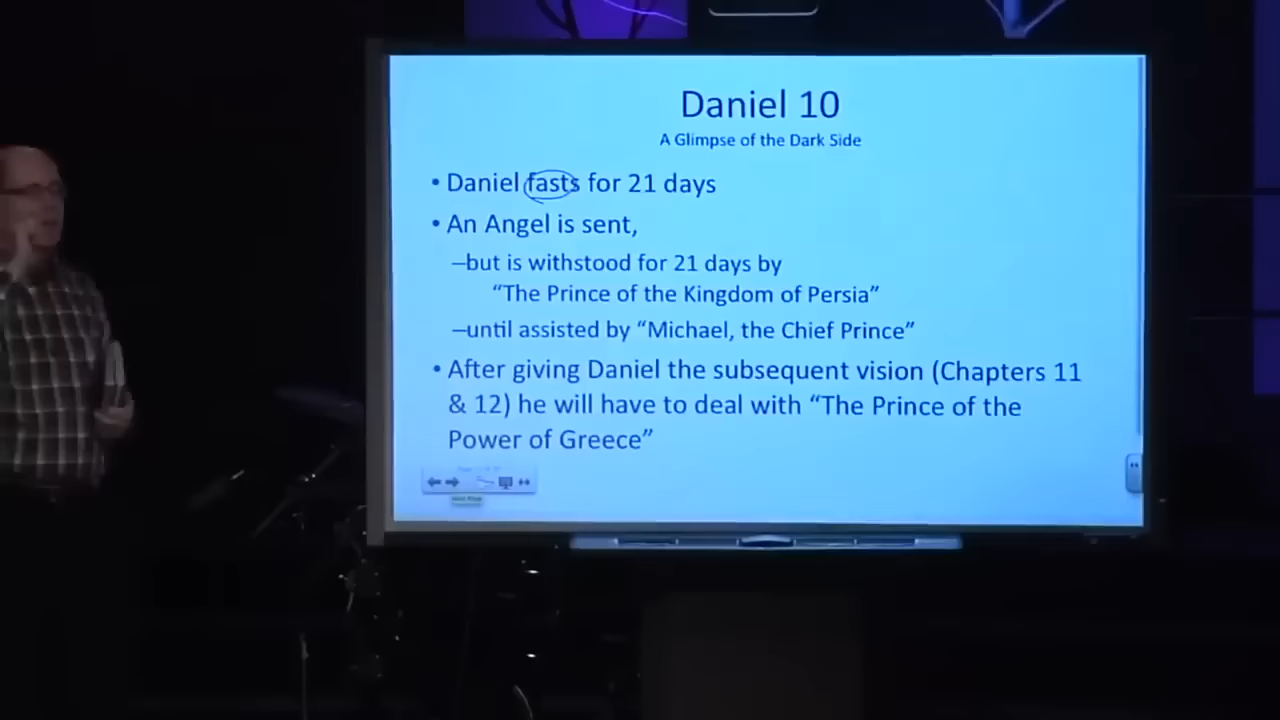 Daniel 10
A Glimpse of the Dark Side
• Daniel fasts for 21 days
• An Angel is sent,
–but is withstood for 21 days by
“The Prince of the Kingdom of Persia”
–until assisted by “Michael, the Chief Prince”
• After giving Daniel the subsequent vision (Chapters 11
& 12) he will have to deal with “The Prince of the
Power of Greece”